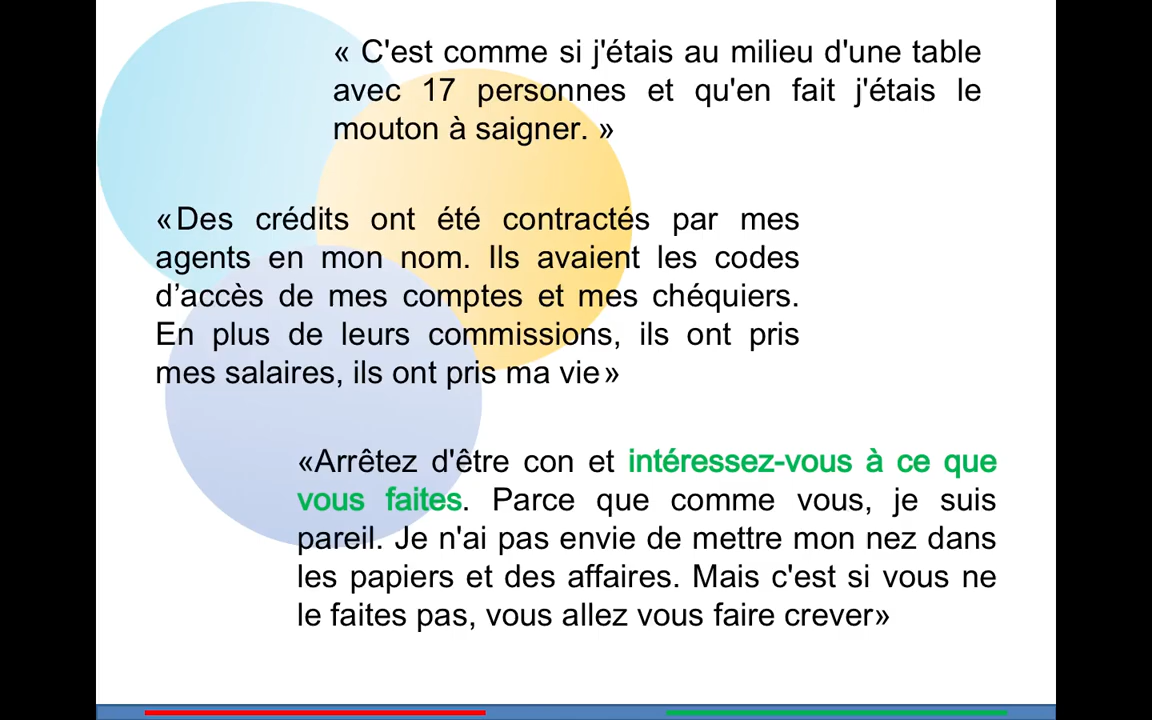 « C'est comme si j'étais au milieu d'une table
avec 17 personnes et qu'en fait j'étais le
mouton à saigner. »
«Des crédits ont été contractés par mes
agents en mon nom. Ils avaient les codes
d’accès de mes comptes et mes chéquiers.
En plus de leurs commissions, ils ont pris
mes salaires, ils ont pris ma vie»
«Arrêtez d'être con et intéressez-vous à ce que
vous faites. Parce que comme vous, je suis
pareil. Je n'ai pas envie de mettre mon nez dans
les papiers et des affaires. Mais c'est si vous ne
le faites pas, vous allez vous faire crever»